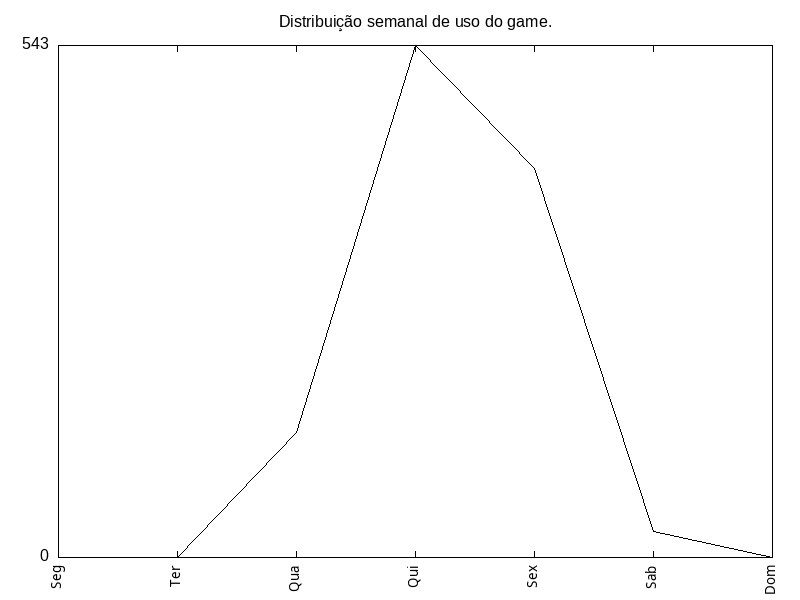 Distribuição semanal de uso do game.
543
0
Seg
Ter
Qua
Qui
Sex
Sab
Dom